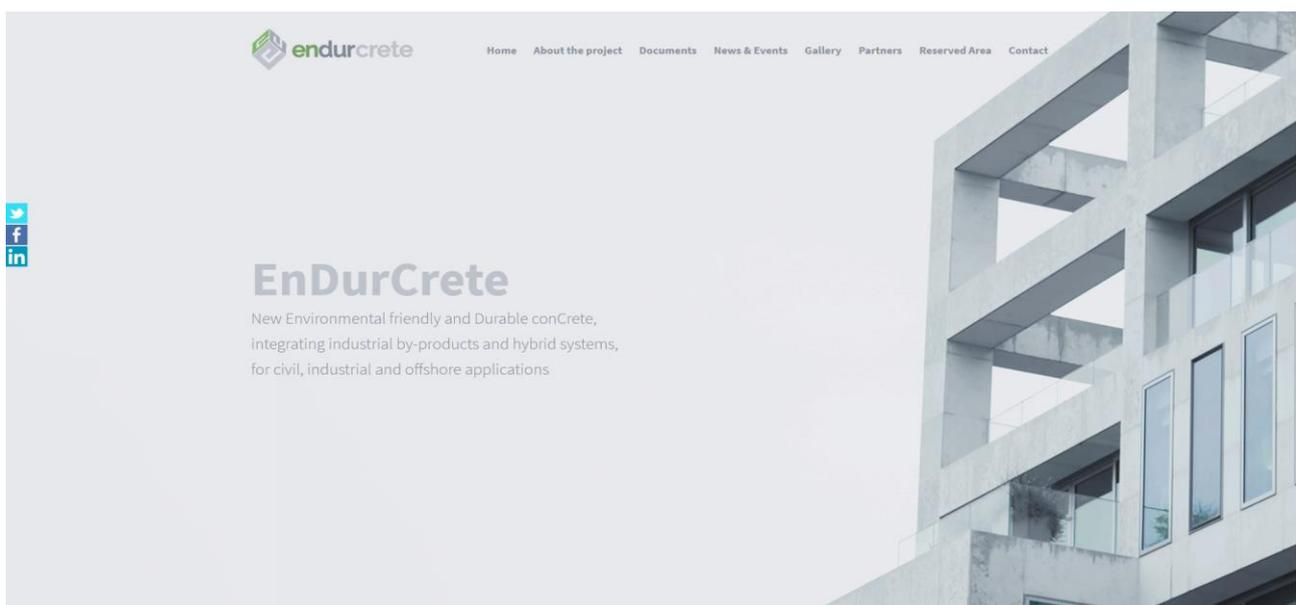 endurcrete
Home About the project Documents News & Events Gallery Partners Reserved Area Contact
EnDurCrete
New Environmental friendly and Durable conCrete,
integrating industrial by-products and hybrid systems,
for civil, industrial and offshore applications
f
in